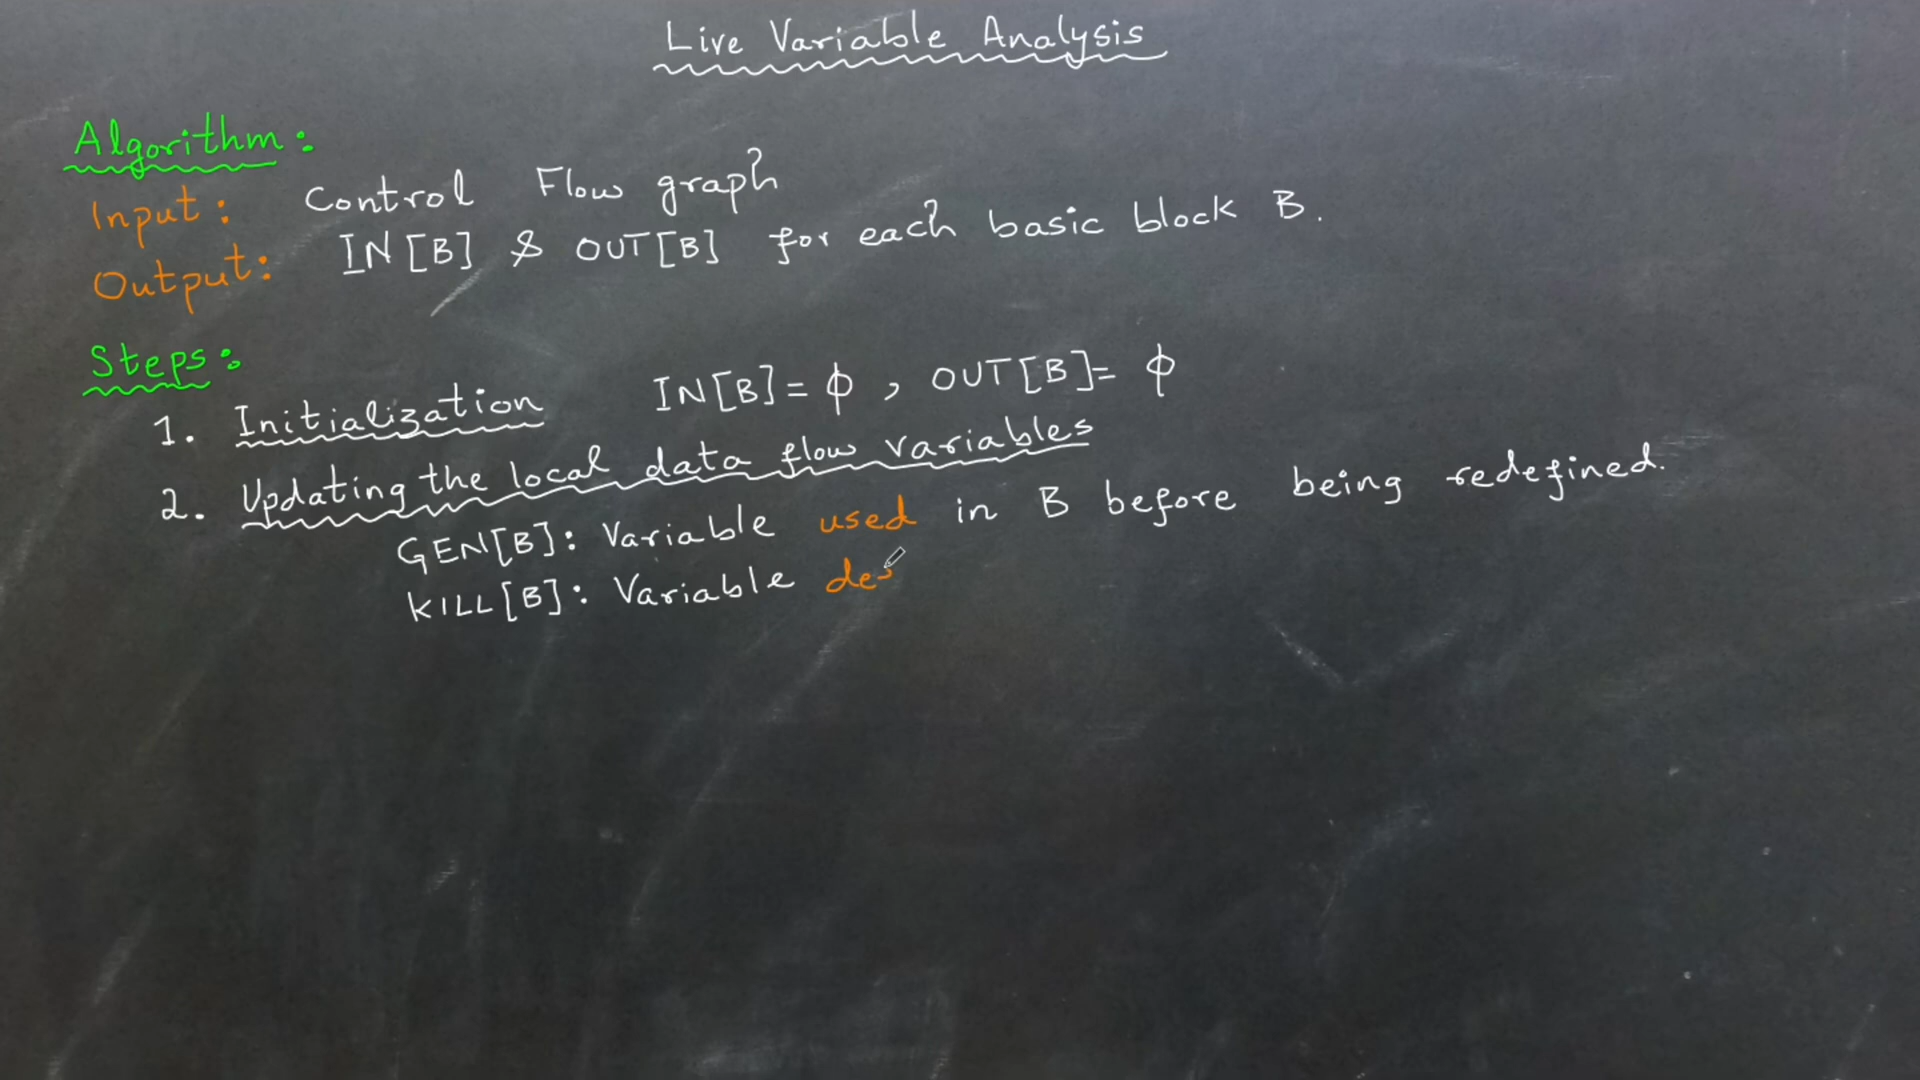 Live Variable Analysis
Algorithm:
Input: Control Flow graph
Output: IN[B] & OUT[B] for each basic block B.
Steps:
1. Initialization IN[B]= ϕ , OUT[B]= ϕ
2. Updating the local data flow variables
GEN[B]: Variable used in B before being redefined.
KILL[B]: Variable